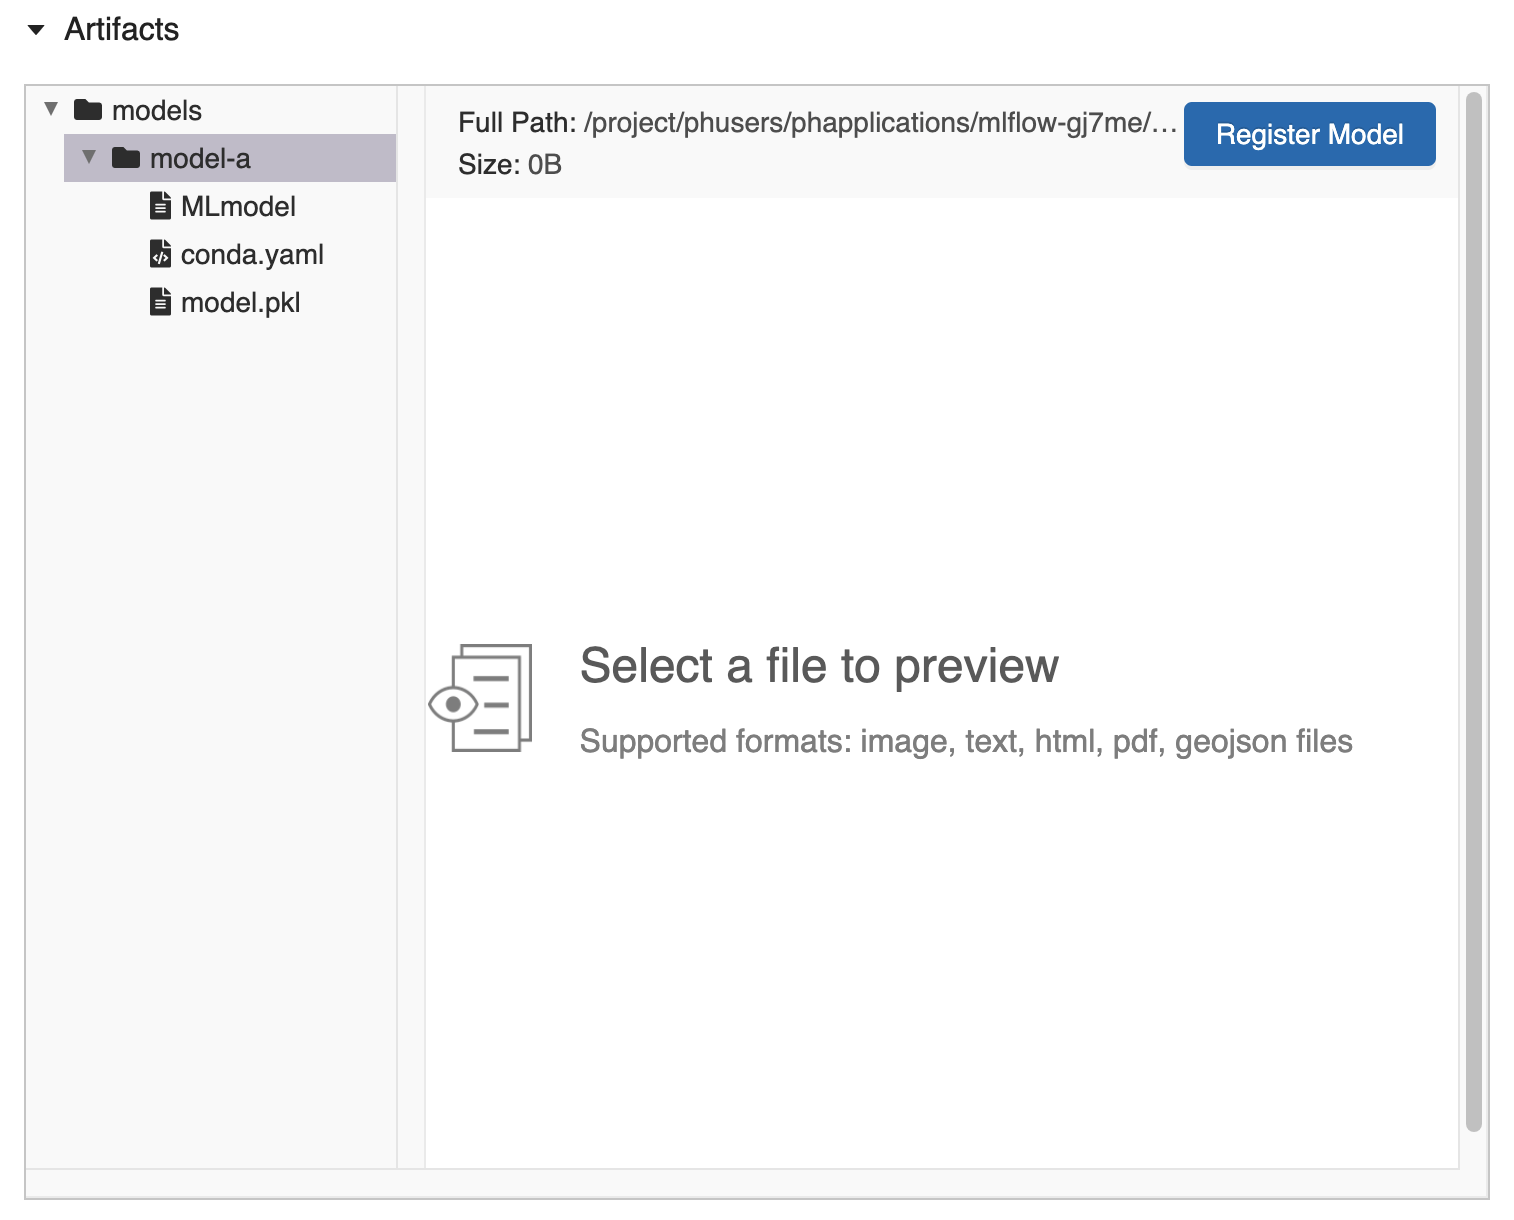 Artifacts
models
model-a
MLmodel
conda.yaml
model.pkl
Full Path: /project/phusers/phapplications/mlflow-gj7me/...
Size: 0B
Register Model
Select a file to preview
Supported formats: image, text, html, pdf, geojson files